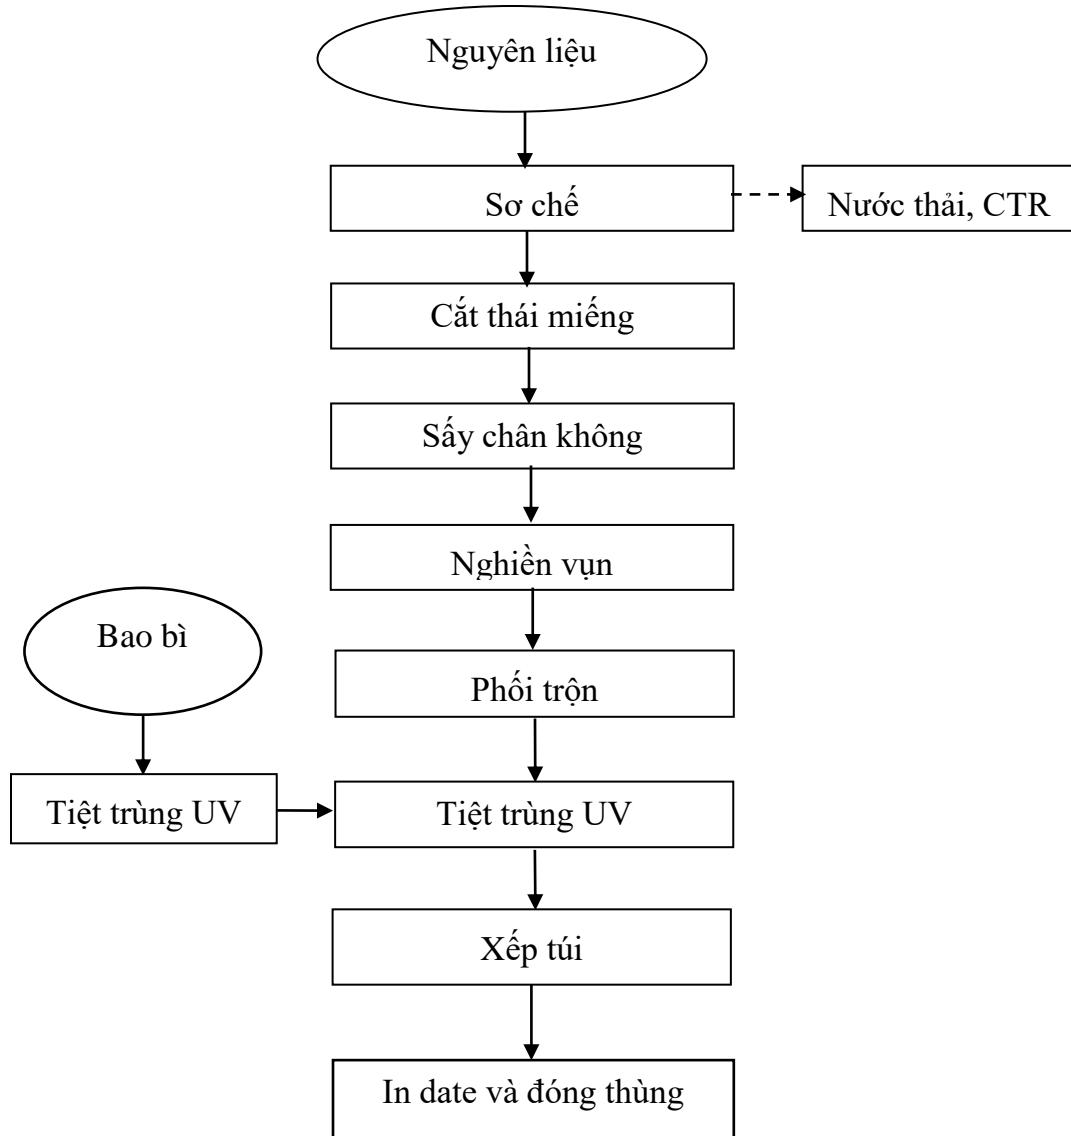 Nguyên liệu
Sơ chế
Nước thải, CTR
Cắt thái miếng
Sấy chân không
Nghiền vụn
Bao bì
Phối trộn
Tiệt trùng UV
Tiệt trùng UV
Xếp túi
In date và đóng thùng